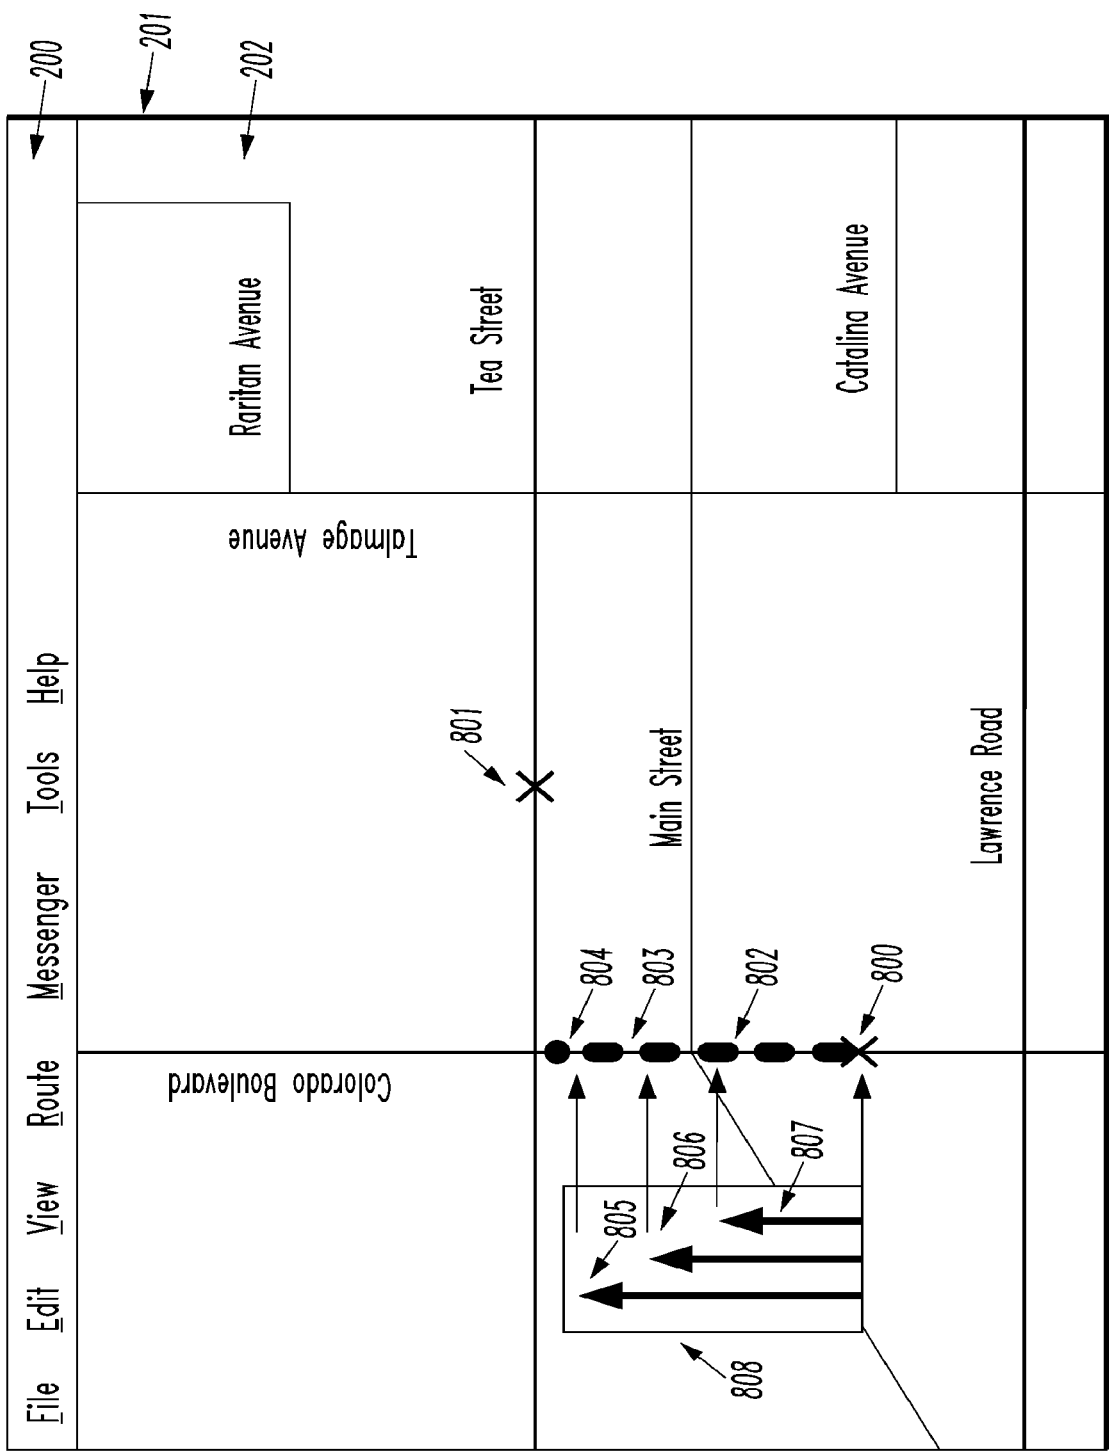 File Edit View Route Messenger Tools Help
200
201
202
Raritan Avenue
Talmage Avenue
Colorado Boulevard
Tea Street
801
Main Street
Catalina Avenue
804
803
802
800
805
806
807
808
Lawrence Road